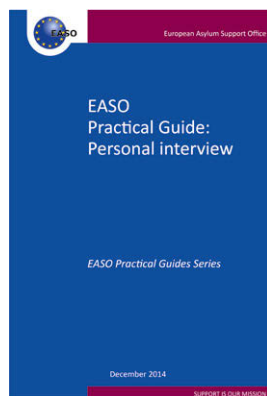 EASO
European Asylum Support Office
EASO
Practical Guide:
Personal interview
EASO Practical Guides Series
December 2014
SUPPORT IS OUR MISSION